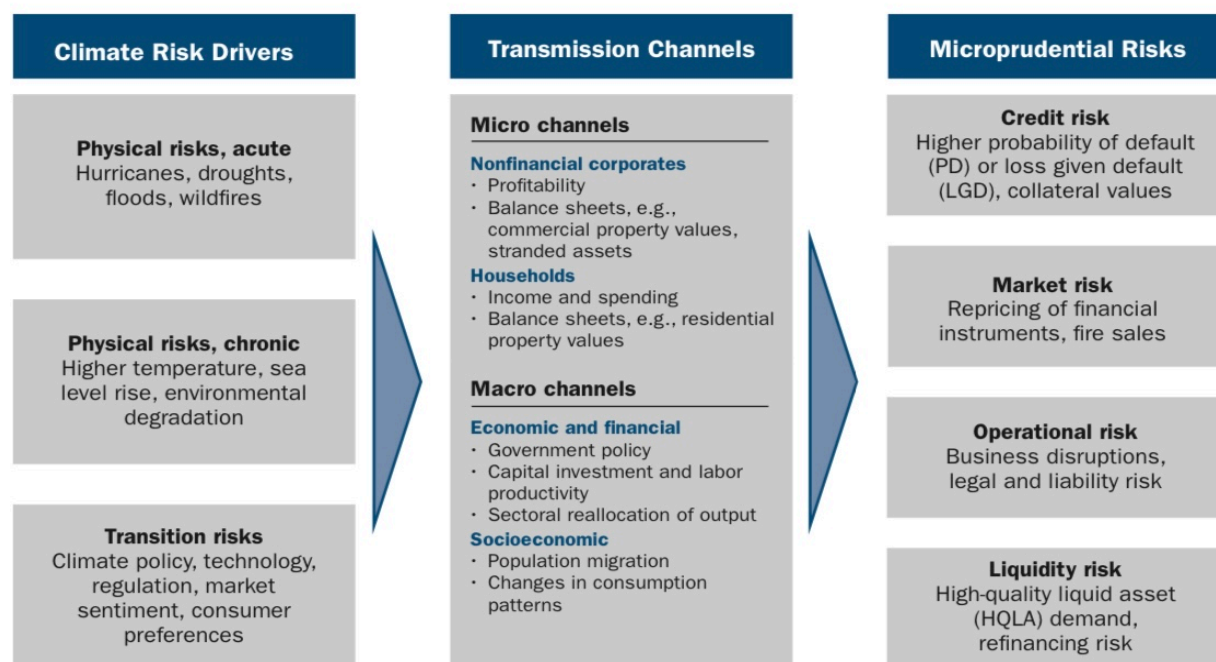 Climate Risk Drivers
Physical risks, acute
Hurricanes, droughts,
floods, wildfires
Physical risks, chronic
Higher temperature, sea
level rise, environmental
degradation
Transition risks
Climate policy, technology,
regulation, market
sentiment, consumer
preferences
Transmission Channels
Micro channels
Nonfinancial corporates
· Profitability
· Balance sheets, e.g.,
commercial property values,
stranded assets
Households
· Income and spending
· Balance sheets, e.g., residential
property values
Macro channels
Economic and financial
· Government policy
· Capital investment and labor
productivity
· Sectoral reallocation of output
Socioeconomic
· Population migration
· Changes in consumption
patterns
Microprudential Risks
Credit risk
Higher probability of default
(PD) or loss given default
(LGD), collateral values
Market risk
Repricing of financial
instruments, fire sales
Operational risk
Business disruptions,
legal and liability risk
Liquidity risk
High-quality liquid asset
(HQLA) demand,
refinancing risk